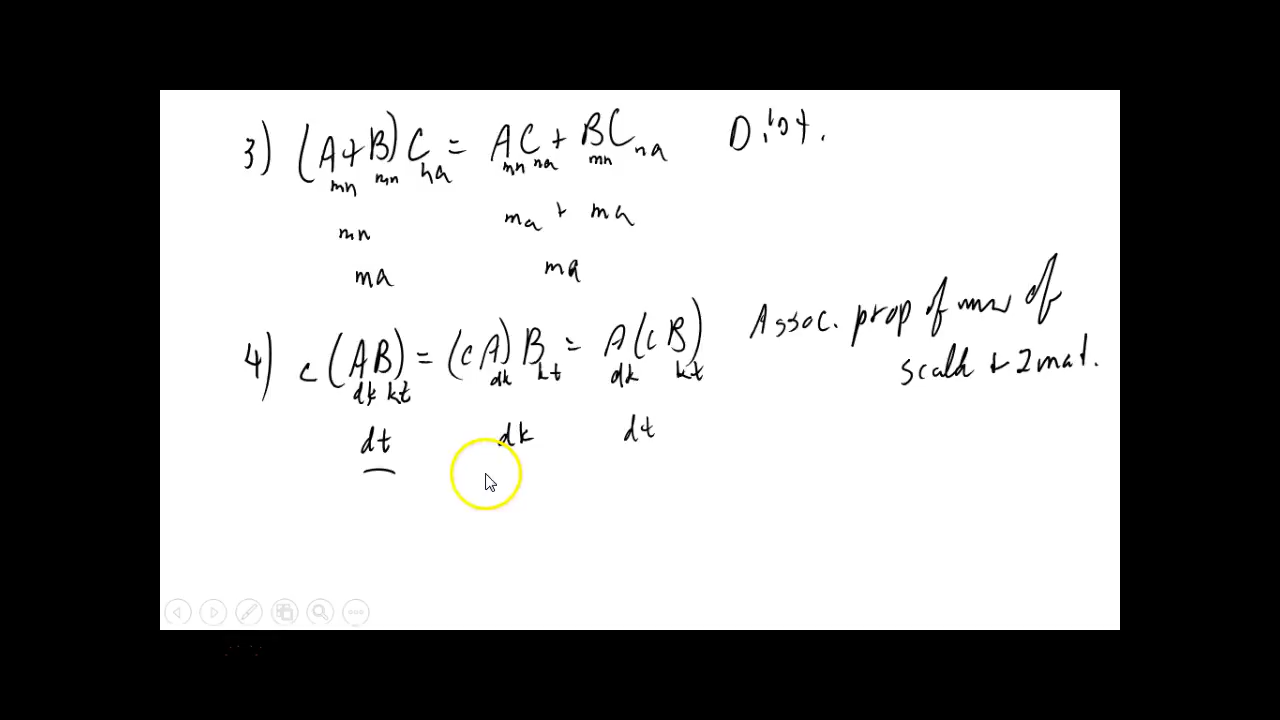 3) (A+B)C = AC + BC Dist.
mn mn na mn na mn na
mn ma + ma
ma ma
4) c(AB) = (cA)B = A(cB) Assoc. prop of of
dk kt dk kt dk kt scalar + 2 mat.
dt dk dt